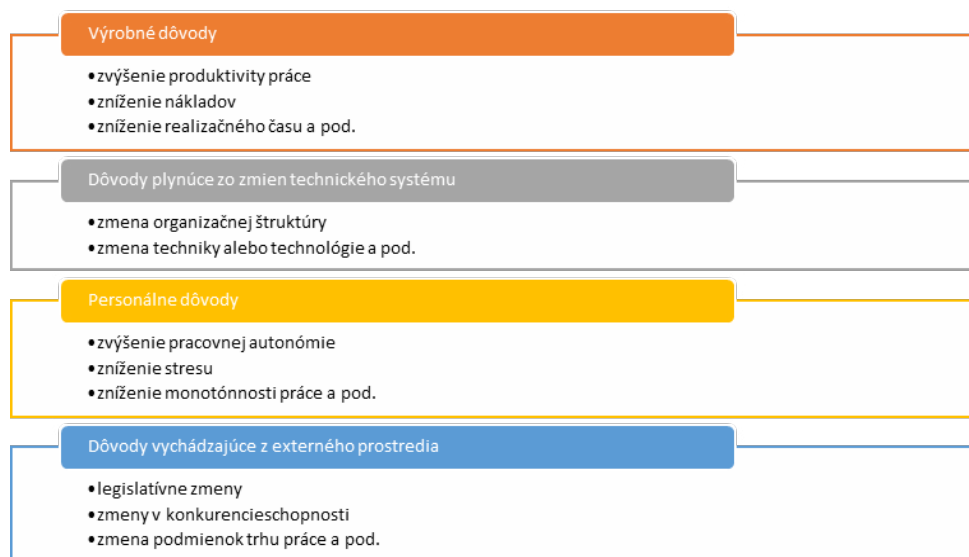 Výrobné dôvody
•zvýšenie produktivity práce
•zníženie nákladov
•zníženie realizačného času a pod.
Dôvody plynúce zo zmien technického systému
•zmena organizačnej štruktúry
•zmena techniky alebo technológie a pod.
Personálne dôvody
•zvýšenie pracovnej autonómie
•zníženie stresu
•zníženie monotónnosti práce a pod.
Dôvody vychádzajúce z externého prostredia
•legislatívne zmeny
•zmeny v konkurencieschopnosti
•zmena podmienok trhu práce a pod.